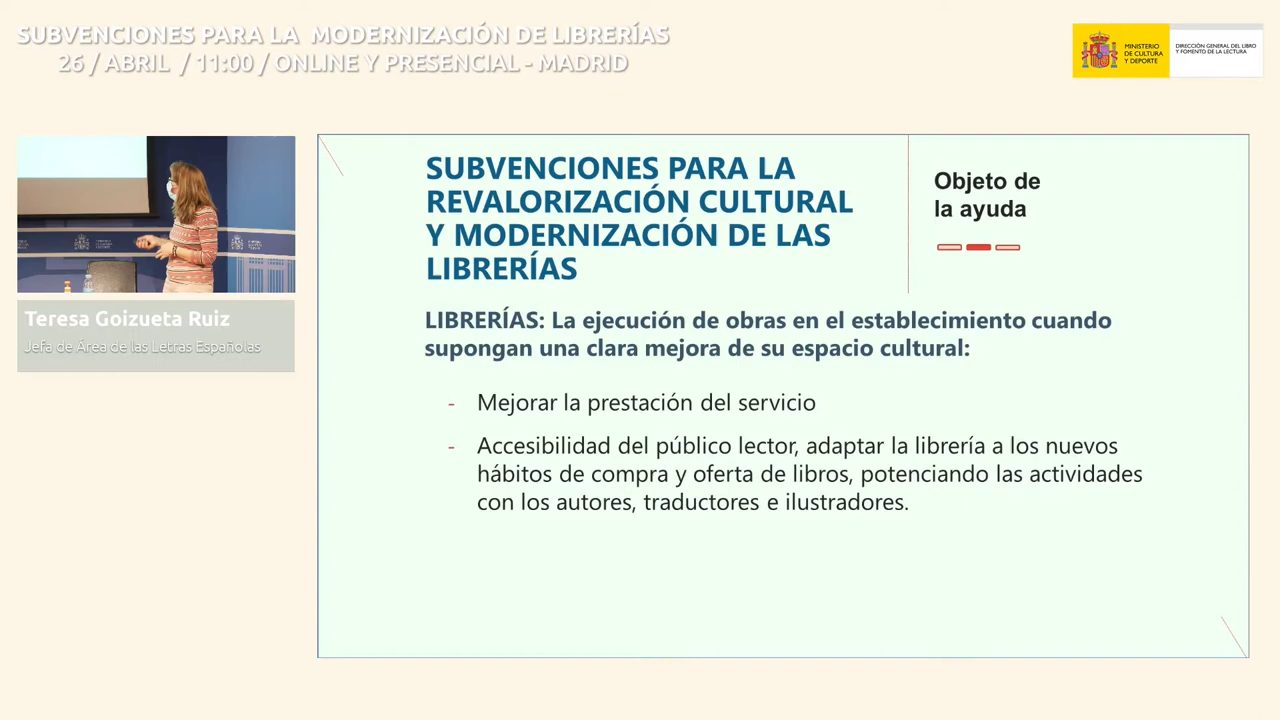 SUBVENCIONES PARA LA MODERNIZACIÓN DE LIBRERÍAS
26 / ABRIL / 11:00 / ONLINE Y PRESENCIAL - MADRID
MINISTERIO
DE CULTURA
Y DEPORTE
DIRECCIÓN GENERAL DEL LIBRO
Y FOMENTO DE LA LECTURA
Teresa Goizueta Ruiz
Jefa de Área de las Letras Españolas
SUBVENCIONES PARA LA
REVALORIZACIÓN CULTURAL
Y MODERNIZACIÓN DE LAS
LIBRERÍAS
Objeto de
la ayuda
LIBRERÍAS: La ejecución de obras en el establecimiento cuando
supongan una clara mejora de su espacio cultural:
- Mejorar la prestación del servicio
- Accesibilidad del público lector, adaptar la librería a los nuevos
hábitos de compra y oferta de libros, potenciando las actividades
con los autores, traductores e ilustradores.